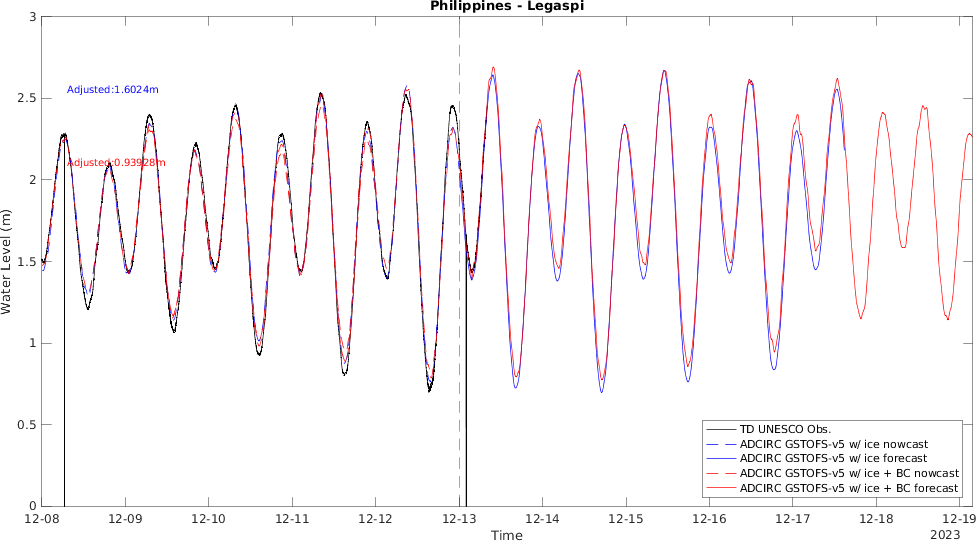 Philippines - Legaspi
3
2.5
2
1.5
1
0.5
0
Water Level (m)
Adjusted:1.6024m
Adjusted:0.93928m
TD UNESCO Obs.
ADCIRC GSTOFS-v5 w/ ice nowcast
ADCIRC GSTOFS-v5 w/ ice forecast
ADCIRC GSTOFS-v5 w/ ice + BC nowcast
ADCIRC GSTOFS-v5 w/ ice + BC forecast
12-08 12-09 12-10 12-11 12-12 12-13 12-14 12-15 12-16 12-17 12-18 12-19
Time
2023